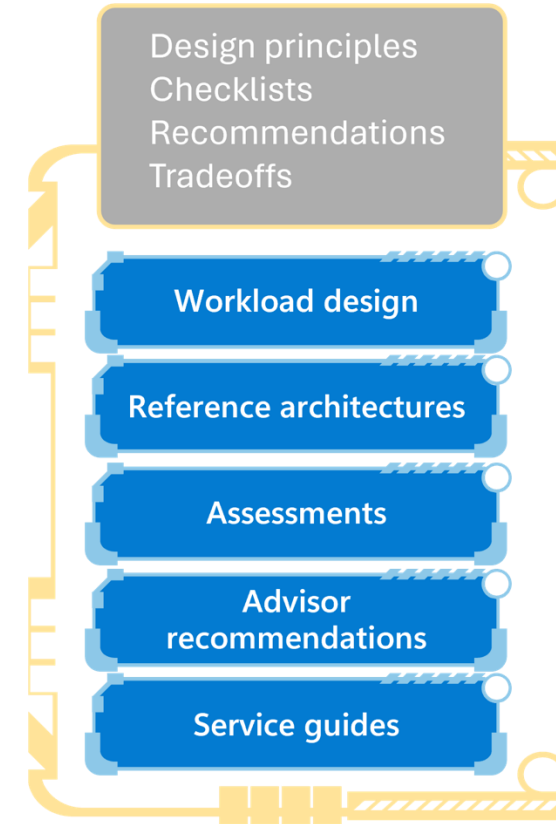 Design principles
Checklists
Recommendations
Tradeoffs
Workload design
Reference architectures
Assessments
Advisor
recommendations
Service guides